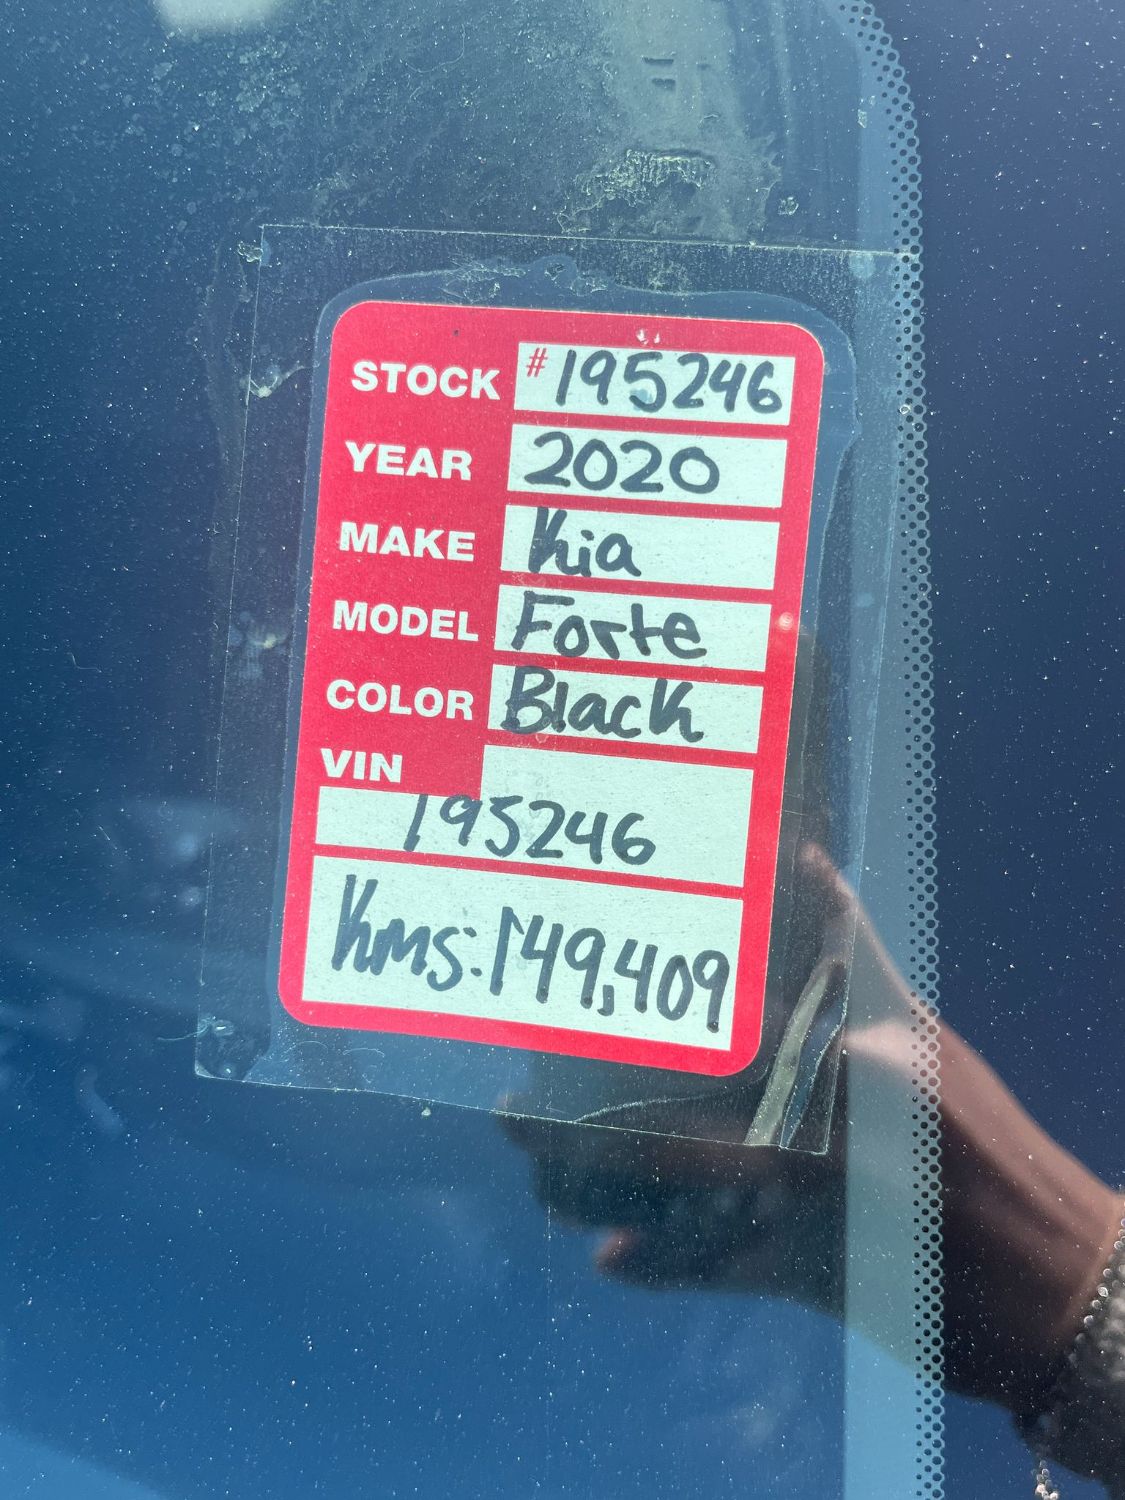 STOCK #195246
YEAR 2020
MAKE Kia
MODEL Forte
COLOR Black
VIN
195246
Kms: 149,409